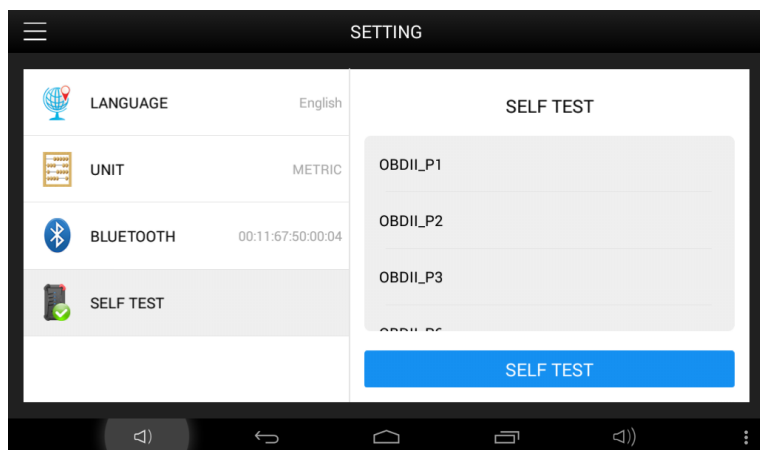 SETTING
LANGUAGE English
UNIT METRIC
BLUETOOTH 00:11:67:50:00:04
SELF TEST
SELF TEST
OBDII_P1
OBDII_P2
OBDII_P3
SELF TEST